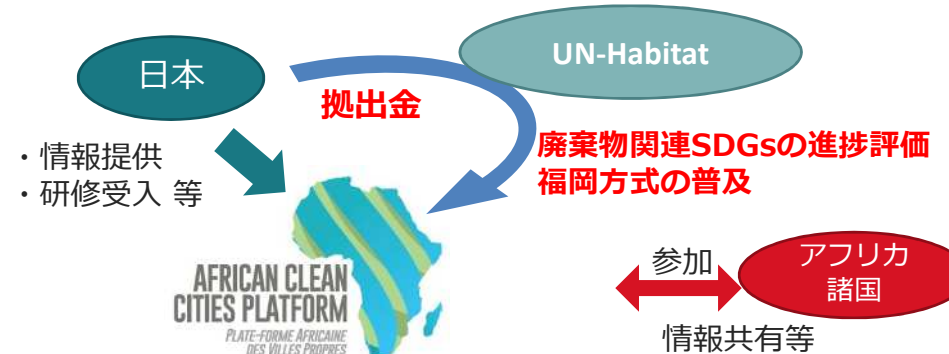 日本
UN-Habitat
拠出金
・情報提供
・研修受入 等
廃棄物関連SDGsの進捗評価
福岡方式の普及
AFRICAN CLEAN
CITIES PLATFORM
PLATE-FORME AFRICAINE
DES VILLES PROPRES
参加
アフリカ
諸国
情報共有等